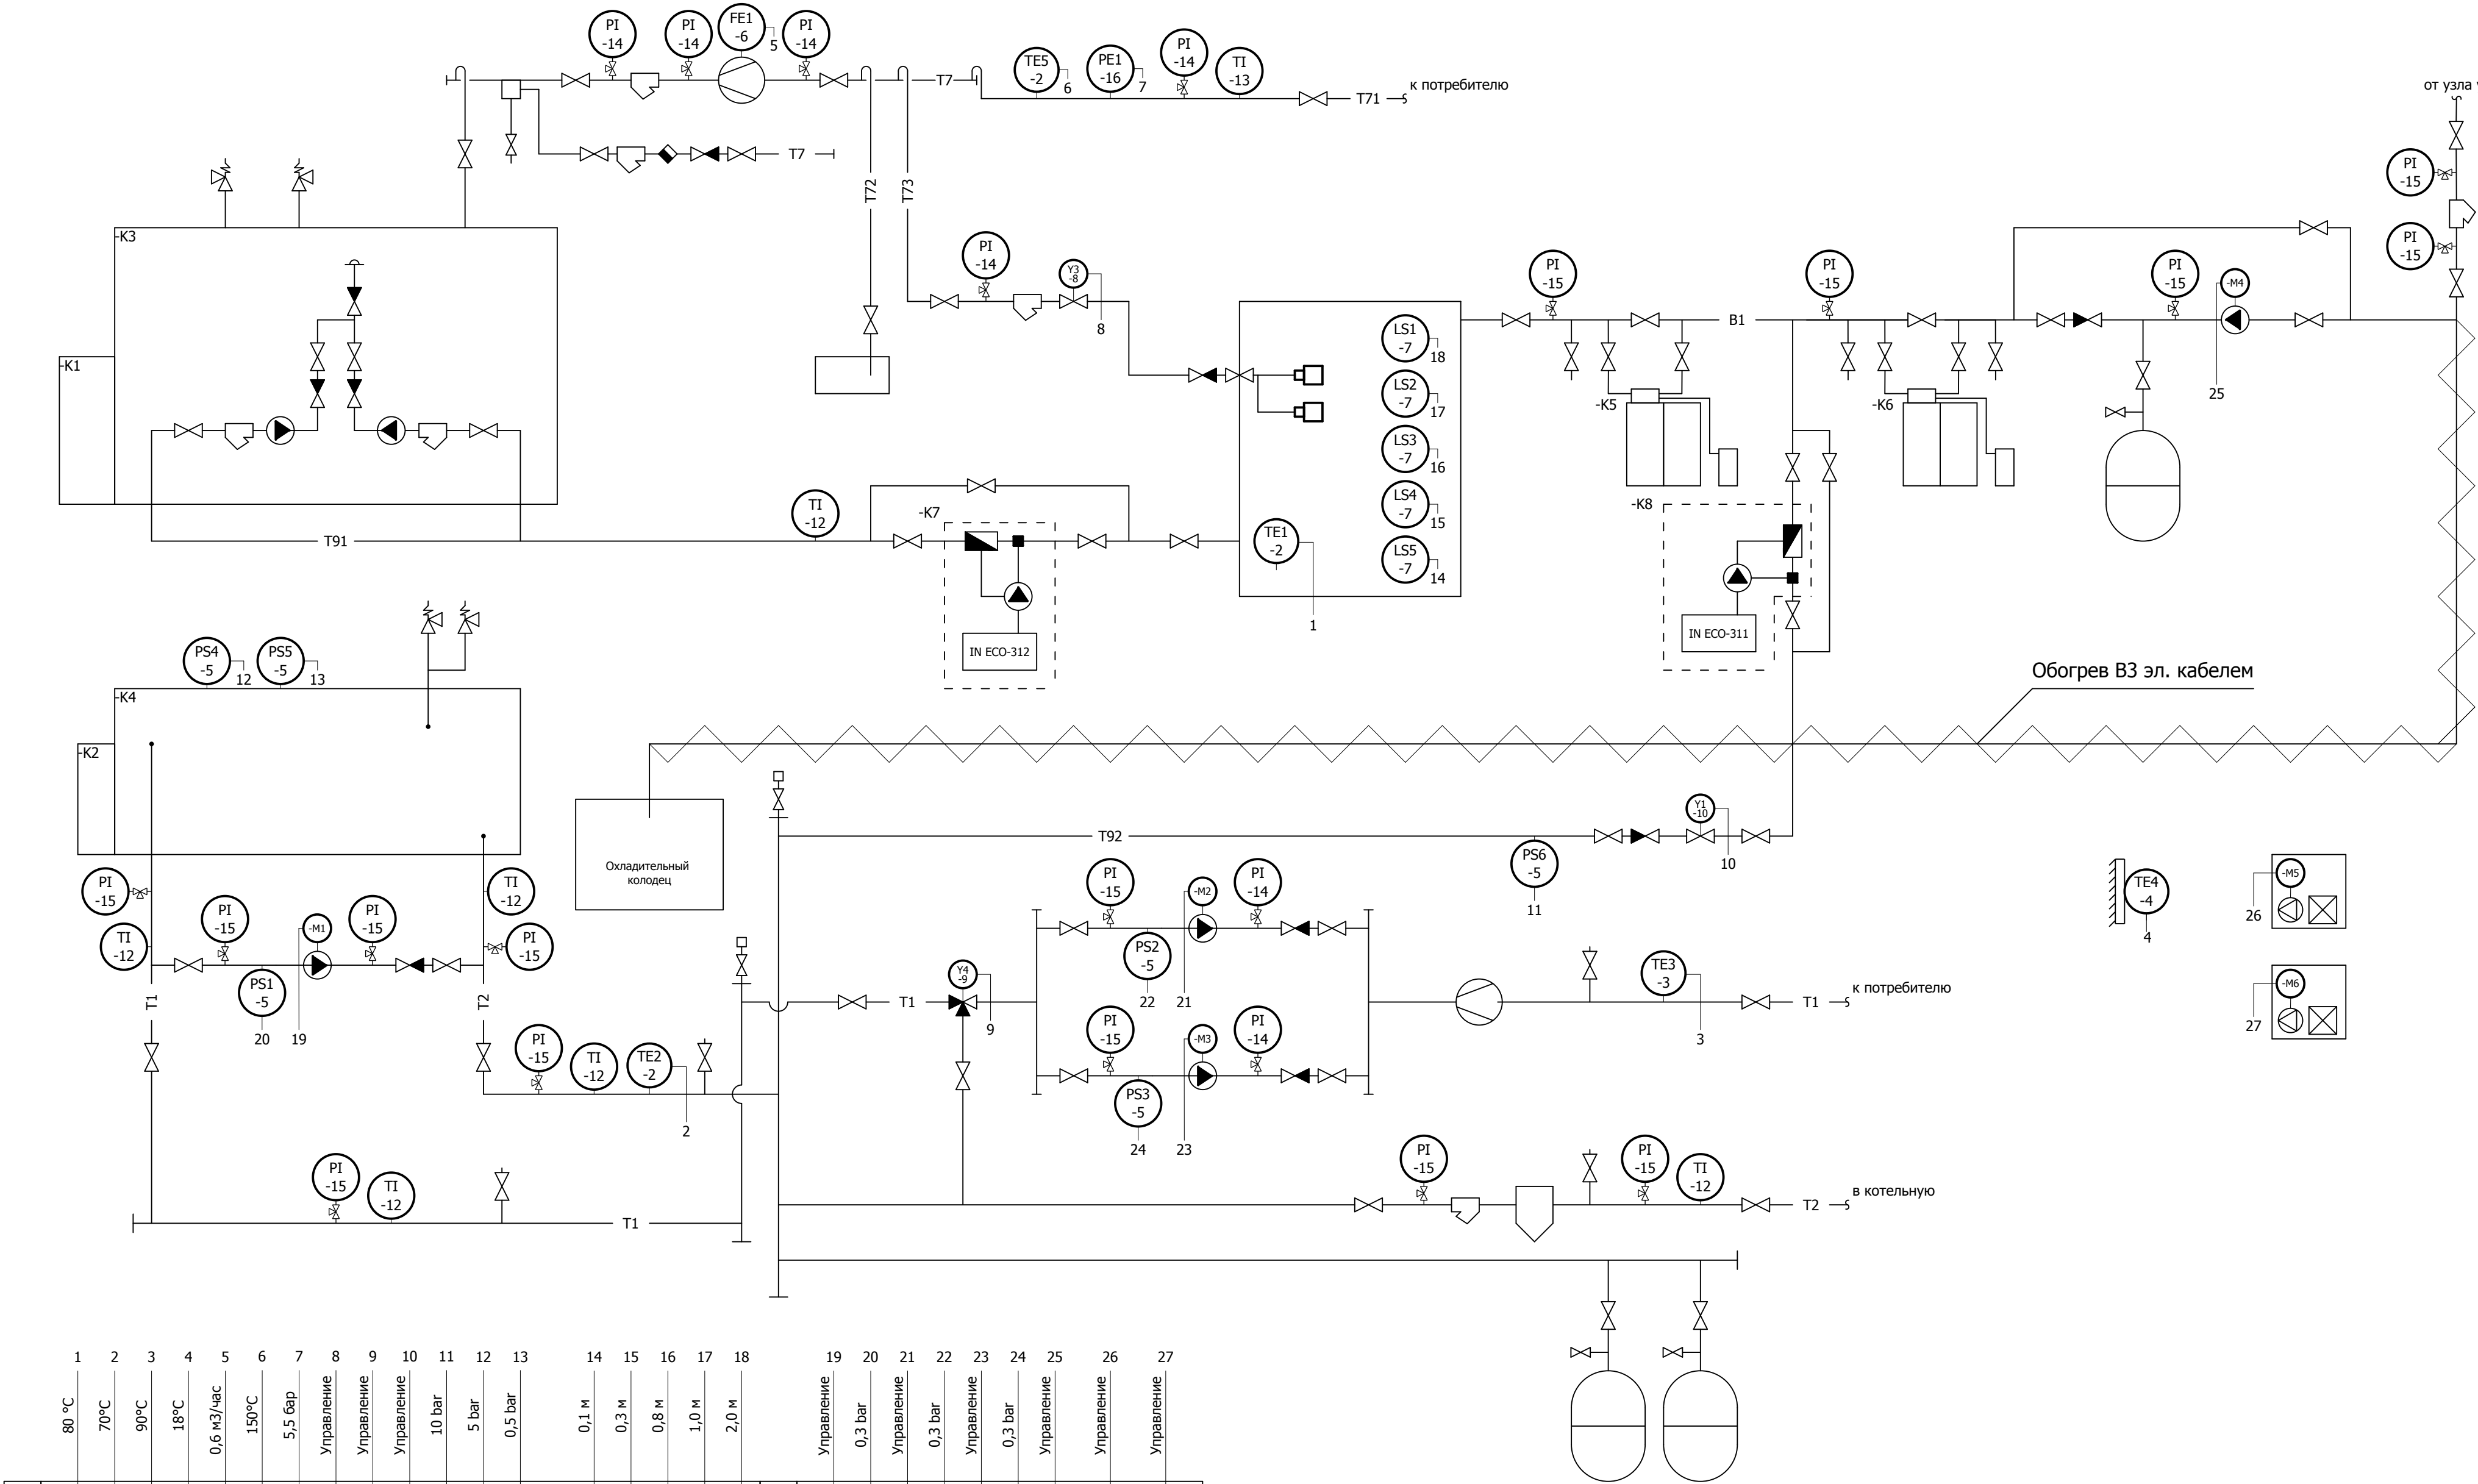 PI
-14
PI
-14
FE1
-6
5
PI
-14
TE5
-2
6
PE1
-16
7
PI
-14
TI
-13
T7
T71
к потребителю
от узла
T7
T72
T73
PI
-15
PI
-15
-K3
-K1
PI
-14
Y3
-8
8
LS1
-7
18
LS2
-7
17
LS3
-7
16
LS4
-7
15
LS5
-7
14
TE1
-2
1
PI
-15
B1
PI
-15
PI
-15
-M4
25
-K5
-K6
T91
TI
-12
-K7
IN ECO-312
-K8
IN ECO-311
Обогрев В3 эл. кабелем
PS4
-5
12
PS5
-5
13
-K4
-K2
Охладительный
колодец
T92
PS6
-5
11
Y1
-10
10
PI
-15
TI
-12
PI
-15
-M1
PI
-15
TI
-12
PI
-15
PS1
-5
20
19
T1
T2
PI
-15
TI
-12
TE2
-2
2
T1
Y4
-9
9
PI
-15
-M2
PI
-14
PS2
-5
22
21
PI
-15
-M3
PI
-14
PS3
-5
24
23
TE3
-3
3
T1
к потребителю
TE4
-4
4
-M5
26
-M6
27
PI
-15
TI
-12
T1
PI
-15
PI
-15
TI
-12
T2
в котельную
1 2 3 4 5 6 7 8 9 10 11 12 13 14 15 16 17 18 19 20 21 22 23 24 25 26 27
80 °C
70°C
90°C
18°C
0,6 м3/час
150°C
5,5 бар
Управление
Управление
Управление
10 bar
5 bar
0,5 bar
0,1 м
0,3 м
0,8 м
1,0 м
2,0 м
Управление
0,3 bar
Управление
0,3 bar
Управление
0,3 bar
Управление
Управление
Управление